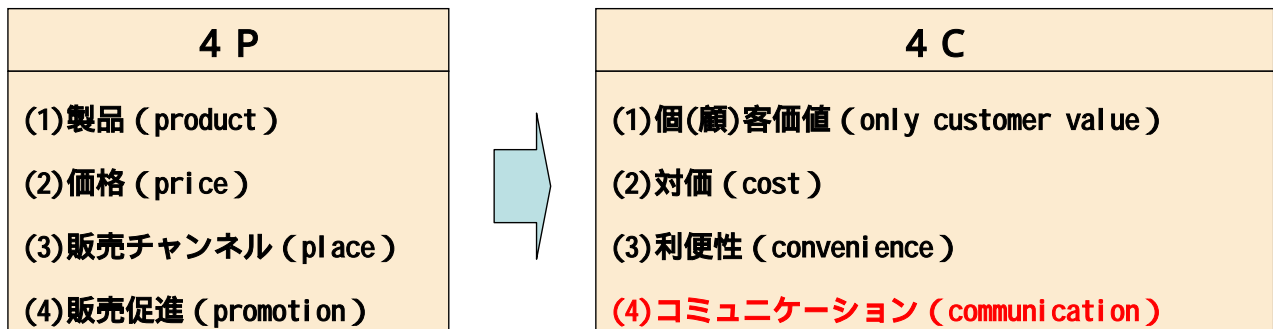 4 P
(1)製品(product)
(2)価格(price)
(3)販売チャンネル(place)
(4)販売促進(promotion)
4 C
(1)個(顧)客価値(only customer value)
(2)対価(cost)
(3)利便性(convenience)
(4)コミュニケーション(communication)